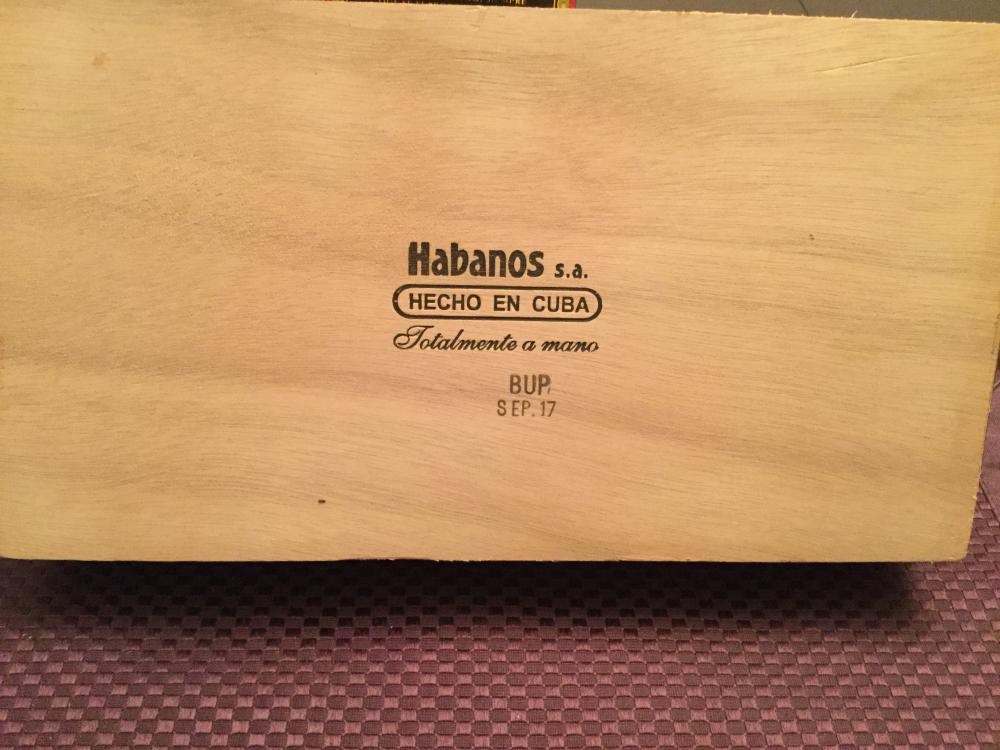 Habanos s.a.
HECHO EN CUBA
Totalmente a mano
BUP
SEP.17